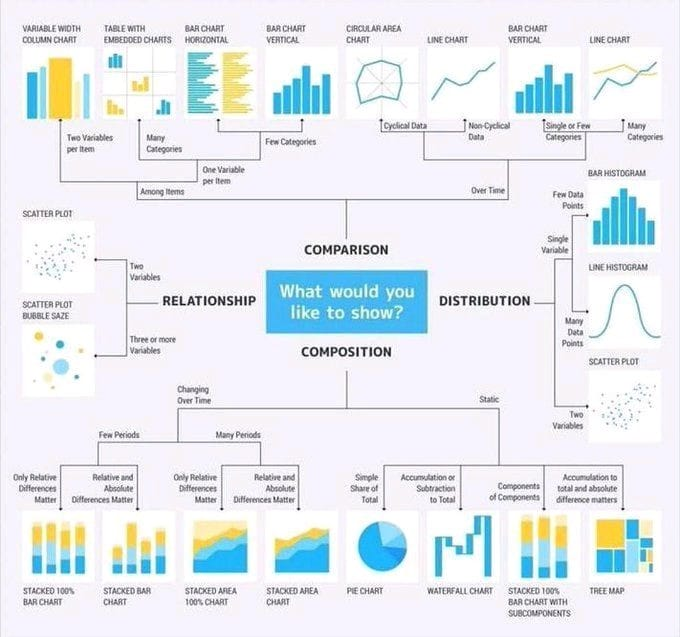 VARIABLE WIDTH
COLUMN CHART
TABLE WITH
EMBEDDED CHARTS
BAR CHART
HORIZONTAL
BAR CHART
VERTICAL
CIRCULAR AREA
CHART
LINE CHART
BAR CHART
VERTICAL
LINE CHART
Two Variables
per Item
Many
Categories
Few Categories
Cyclical Data
Non-Cyclical
Data
Single or Few
Categories
Many
Categories
One Variable
per Item
Among Items
Over Time
COMPARISON
SCATTER PLOT
Two
Variables
SCATTER PLOT
BUBBLE SAZE
Three or more
Variables
RELATIONSHIP
What would you
like to show?
DISTRIBUTION
BAR HISTOGRAM
Few Data
Points
Single
Variable
LINE HISTOGRAM
Many
Data
Points
SCATTER PLOT
Two
Variables
COMPOSITION
Changing
Over Time
Static
Few Periods
Many Periods
Only Relative
Differences
Matter
Relative and
Absolute
Differences Matter
Only Relative
Differences
Matter
Relative and
Absolute
Differences Matter
Simple
Share of
Total
Accumulation or
Subtraction
to Total
Components
of Components
Accumulation to
total and absolute
difference matters
STACKED 100%
BAR CHART
STACKED BAR
CHART
STACKED AREA
100% CHART
STACKED AREA
CHART
PIE CHART
WATERFALL CHART
STACKED 100%
BAR CHART WITH
SUBCOMPONENTS
TREE MAP